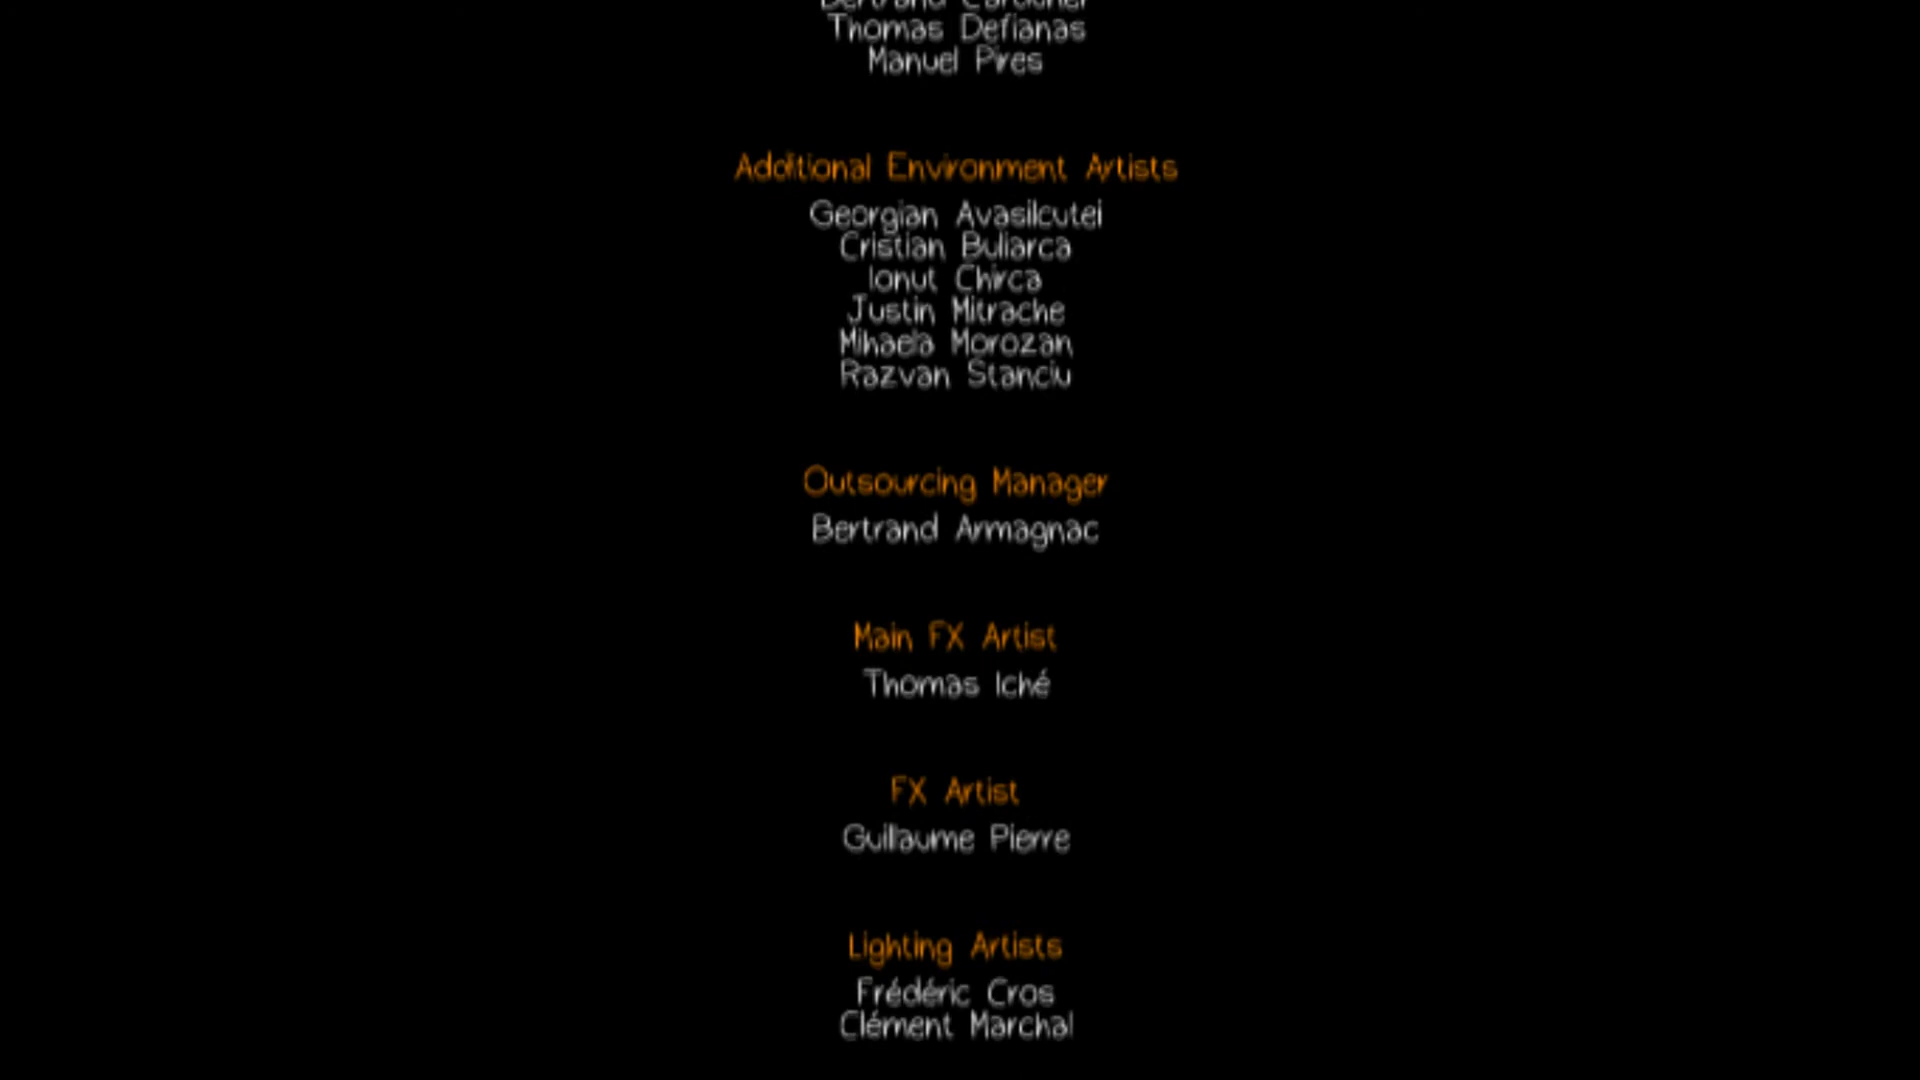 Thomas Defianas
Manuel Pires
Additional Environment Artists
Georgian Avasilcutei
Cristian Buliarca
Ionut Chirca
Justin Mitrache
Mihaela Morozan
Razvan Stanciu
Outsourcing Manager
Bertrand Armagnac
Main FX Artist
Thomas Iché
FX Artist
Guillaume Pierre
Lighting Artists
Frédéric Cros
Clément Marchal